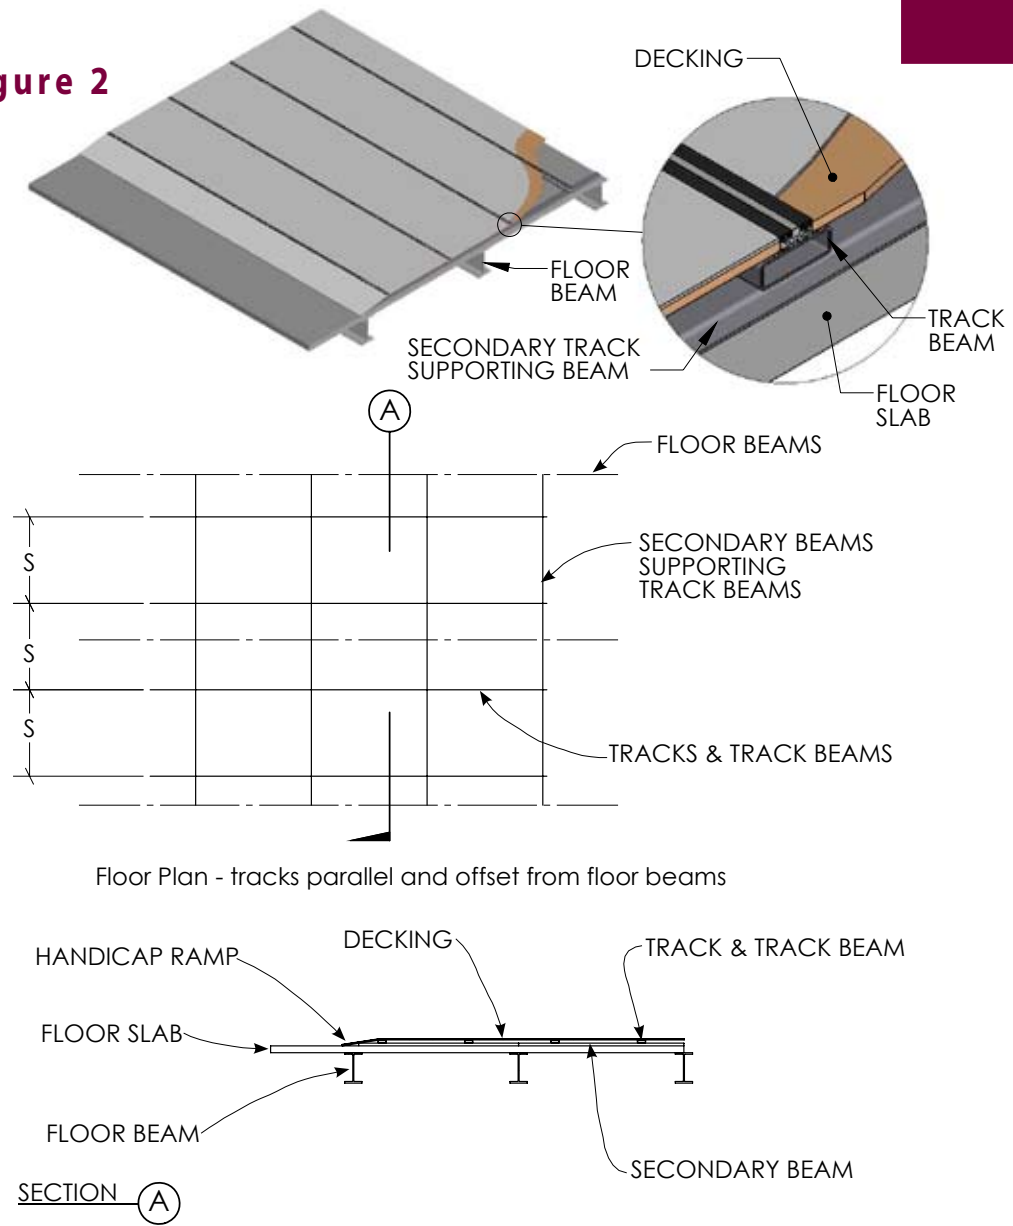 gure 2
DECKING
FLOOR
BEAM
TRACK
BEAM
SECONDARY TRACK
SUPPORTING BEAM
FLOOR
SLAB
A
FLOOR BEAMS
S
SECONDARY BEAMS
SUPPORTING
TRACK BEAMS
S
S
TRACKS & TRACK BEAMS
Floor Plan - tracks parallel and offset from floor beams
DECKING
TRACK & TRACK BEAM
HANDICAP RAMP
FLOOR SLAB
FLOOR BEAM
SECONDARY BEAM
SECTION A